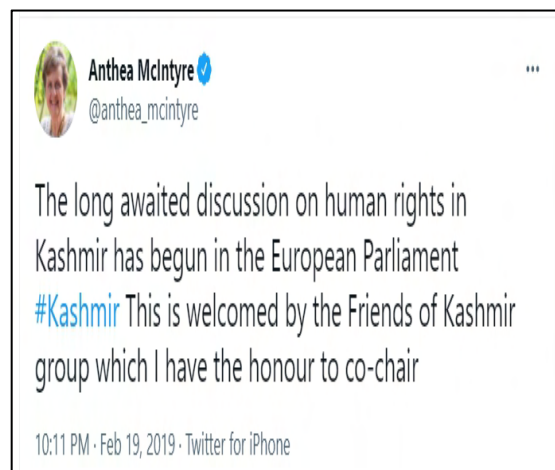 Anthea McIntyre
@anthea_mcintyre
The long awaited discussion on human rights in
Kashmir has begun in the European Parliament
#Kashmir This is welcomed by the Friends of Kashmir
group which I have the honour to co-chair
10:11 PM · Feb 19, 2019 · Twitter for iPhone